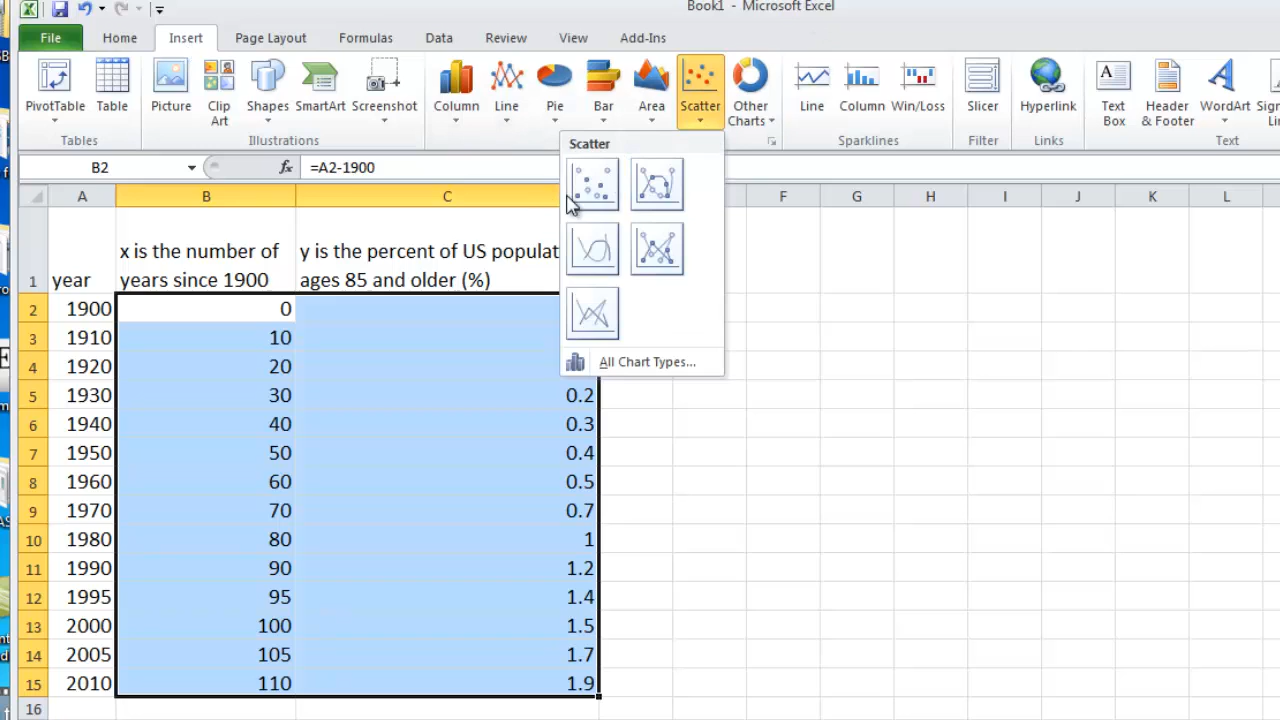 Book1 - Microsoft Excel
File Home Insert Page Layout Formulas Data Review View Add-Ins
PivotTable Table Picture Clip Art Shapes SmartArt Screenshot Column Line Pie Bar Area Scatter Other Charts Line Column Win/Loss Slicer Hyperlink Text Box Header & Footer WordArt
Tables Illustrations Sparklines Filter Links Text
B2 fx =A2-1900
Scatter
All Chart Types...
A B C F G H I J K L
1 year x is the number of years since 1900 y is the percent of US populat
ages 85 and older (%)
2 1900 0
3 1910 10
4 1920 20
5 1930 30 0.2
6 1940 40 0.3
7 1950 50 0.4
8 1960 60 0.5
9 1970 70 0.7
10 1980 80 1
11 1990 90 1.2
12 1995 95 1.4
13 2000 100 1.5
14 2005 105 1.7
15 2010 110 1.9
16